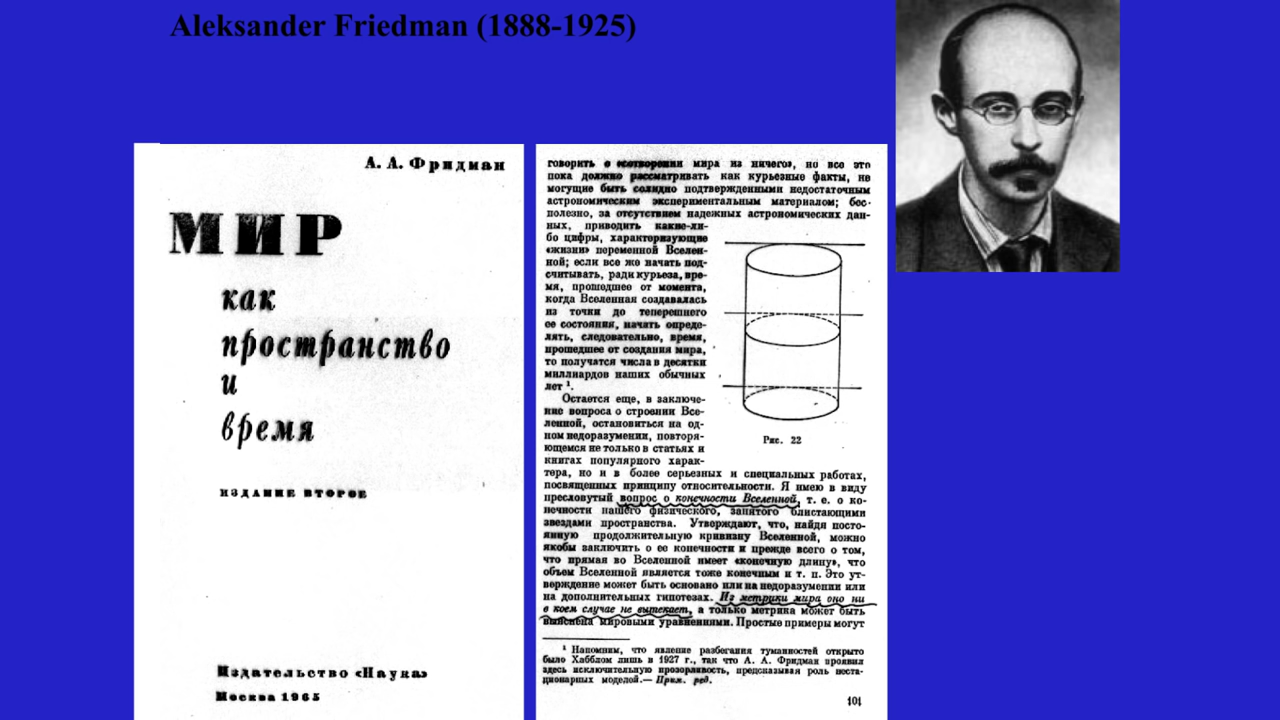 Aleksander Friedman (1888-1925)
А. А. Фридман
МИР
как
пространство
и
время
ИЗДАНИЕ ВТОРОЕ
Издательство «Наука»
Москва 1965
говорить о «сотворении мира из ничего», но все это
пока должно рассматривать как курьезные факты, не
могущие быть солидно подтвержденными недостаточным
астрономическим экспериментальным материалом; бес-
полезно, за отсутствием надежных астрономических дан-
ных, приводить какие-ли-
бо цифры, характеризующие
«жизнь» переменной Вселен-
ной; если все же начать под-
считывать, ради курьеза, вре-
мя, прошедшее от момента,
когда Вселенная создавалась
из точки до теперешнего
ее состояния, начать опреде-
лять, следовательно, время,
прошедшее от создания мира,
то получатся числа в десятки
миллиардов наших обычных
лет ¹.
Остается еще, в заключе-
ние вопроса о строении Все-
ленной, остановиться на од-
ном недоразумении, повторя-
ющемся не только в статьях и
книгах популярного харак-
тера, но и в более серьезных и специальных работах,
посвященных принципу относительности. Я имею в виду
пресловутый вопрос о конечности Вселенной, т. е. о ко-
нечности нашего физического, занятого блистающими
звездами пространства. Утверждают, что, найдя посто-
янную продолжительную кривизну Вселенной, можно
якобы заключить о ее конечности и прежде всего о том,
что прямая во Вселенной имеет «конечную длину», что
объем Вселенной является тоже конечным и т. п. Это ут-
верждение может быть основано или на недоразумении или
на дополнительных гипотезах. Из метрики мира оно ни
в коем случае не вытекает, а только метрика может быть
выяснена мировыми уравнениями. Простые примеры могут
Рис. 22
¹ Напомним, что явление разбегания туманностей открыто
было Хабблом лишь в 1927 г., так что А. А. Фридман проявил
здесь исключительную прозорливость, предсказывая роль неста-
ционарных моделей.— Прим. ред.
101